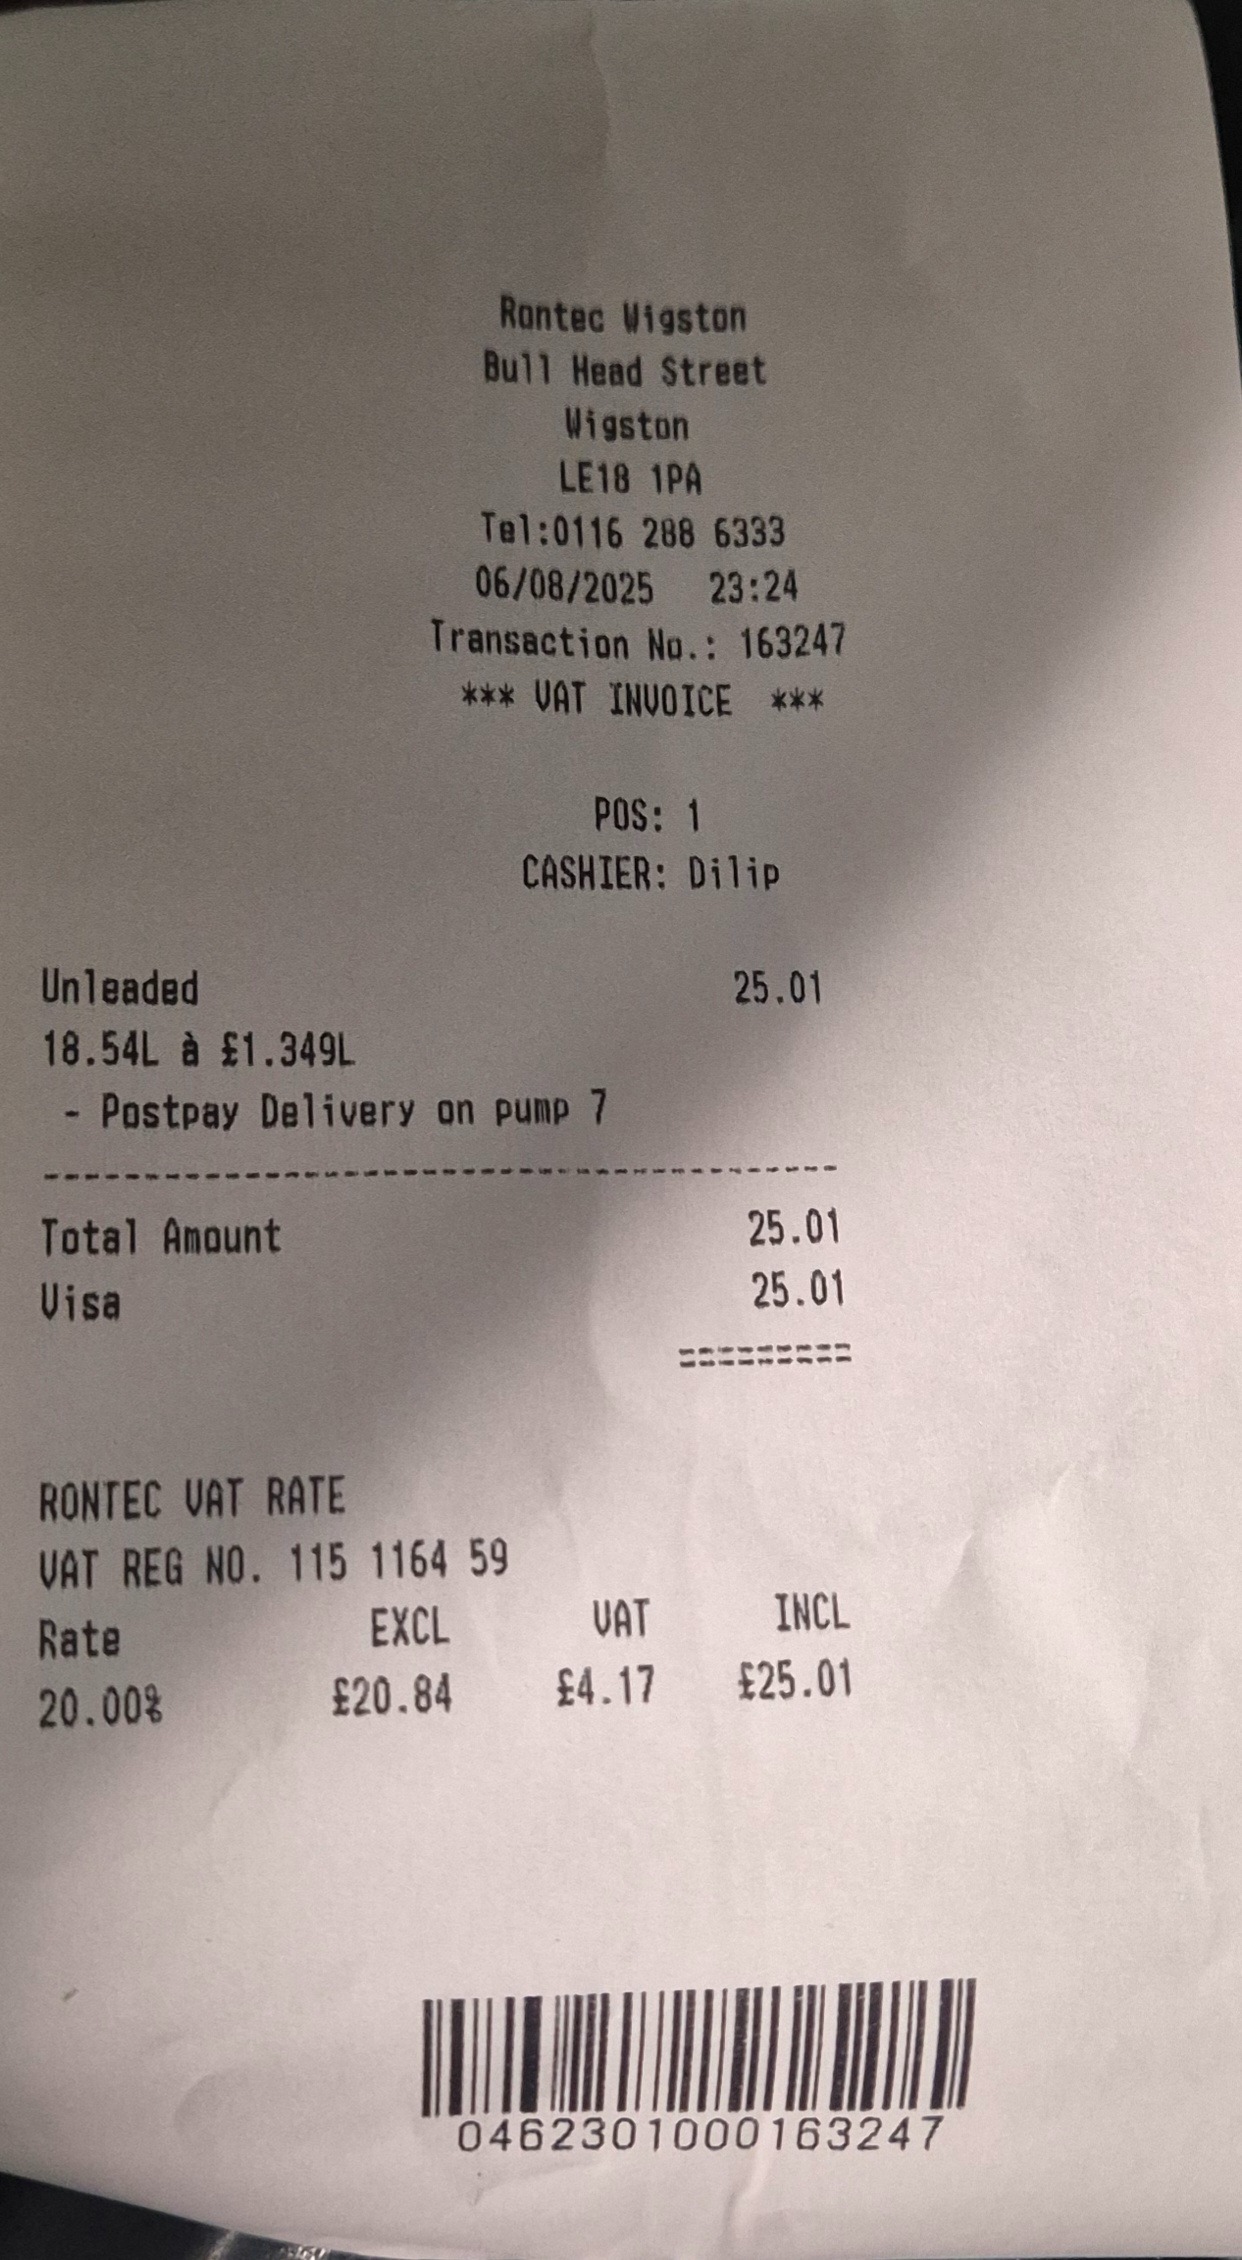 Rontec Wigston
Bull Head Street
Wigston
LE18 1PA
Tel:0116 288 6333
06/08/2025 23:24
Transaction No.: 163247
*** VAT INVOICE ***
POS: 1
CASHIER: Dilip
Unleaded 25.01
18.54L à £1.349L
- Postpay Delivery on pump 7
----------------------------------------
Total Amount 25.01
Visa 25.01
=========
RONTEC VAT RATE
VAT REG NO. 115 1164 59
Rate EXCL VAT INCL
20.00% £20.84 £4.17 £25.01
0462301000163247